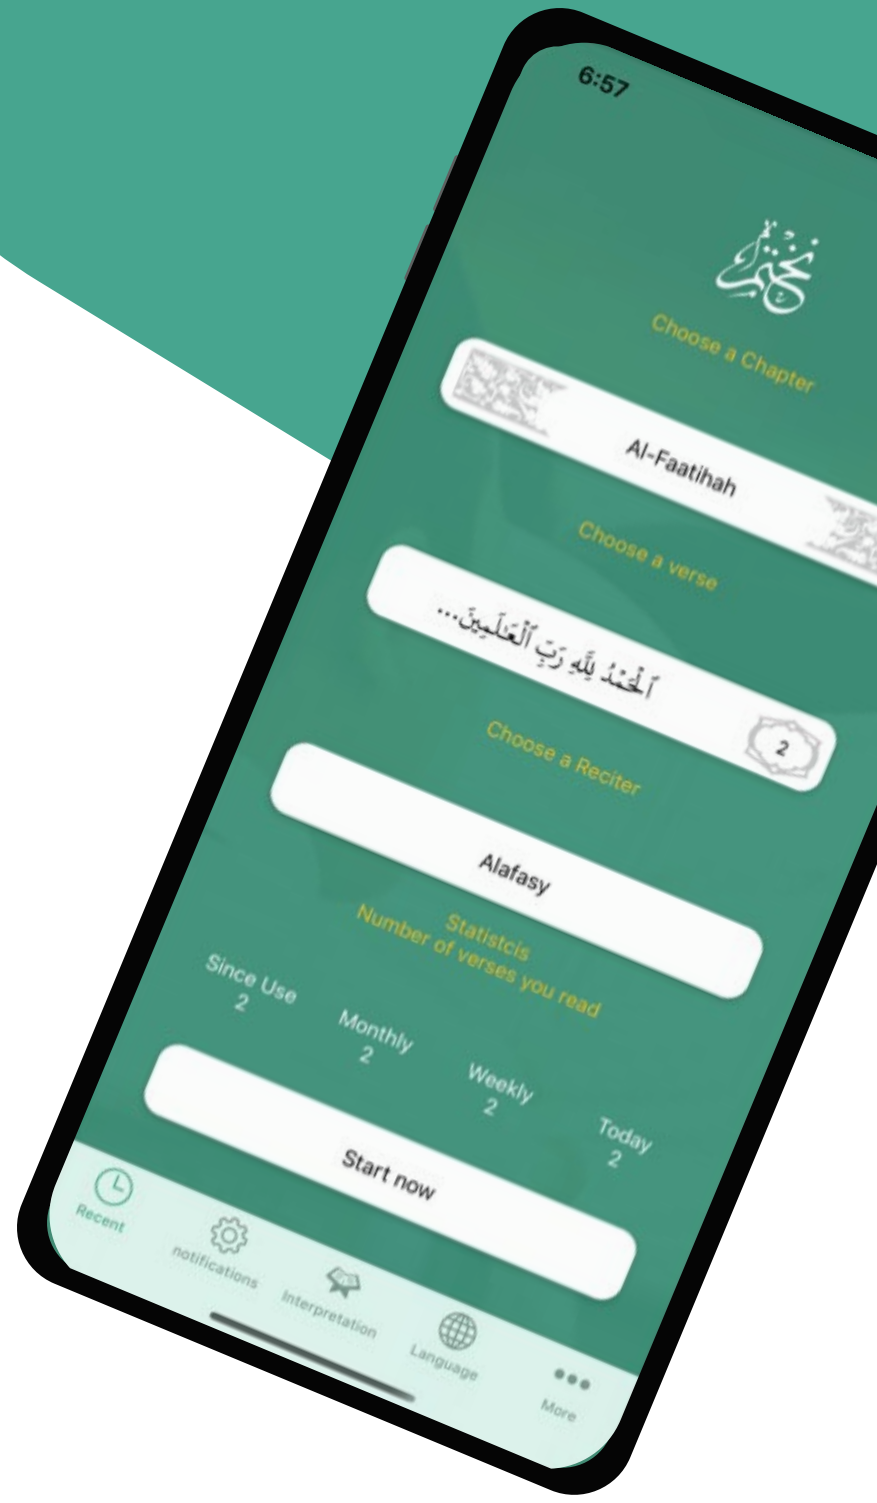 6:57
نختم
Choose a Chapter
Al-Faatihah
Choose a verse
ٱلْحَمْدُ لِلَّهِ رَبِّ ٱلْعَـٰلَمِينَ...
2
Choose a Reciter
Alafasy
Statistcis
Number of verses you read
Since Use
2
Monthly
2
Weekly
2
Today
2
Start now
Recent
notifications
Interpretation
Language
More